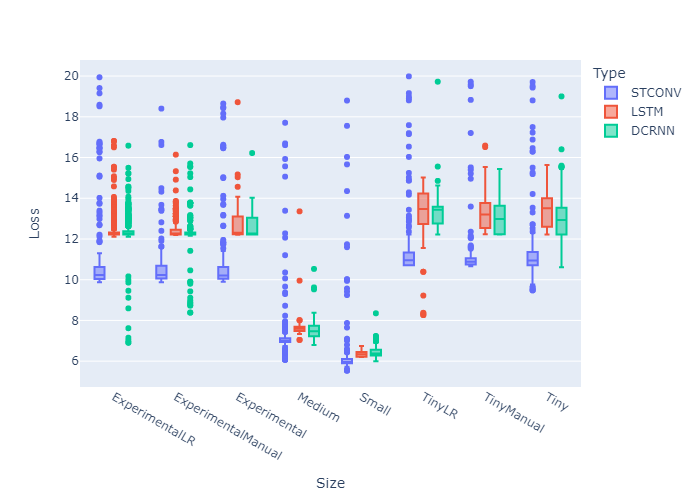 Type
STCONV
LSTM
DCRNN
Loss
20
18
16
14
12
10
8
6
ExperimentalLR
ExperimentalManual
Experimental
Medium
Small
TinyLR
TinyManual
Tiny
Size